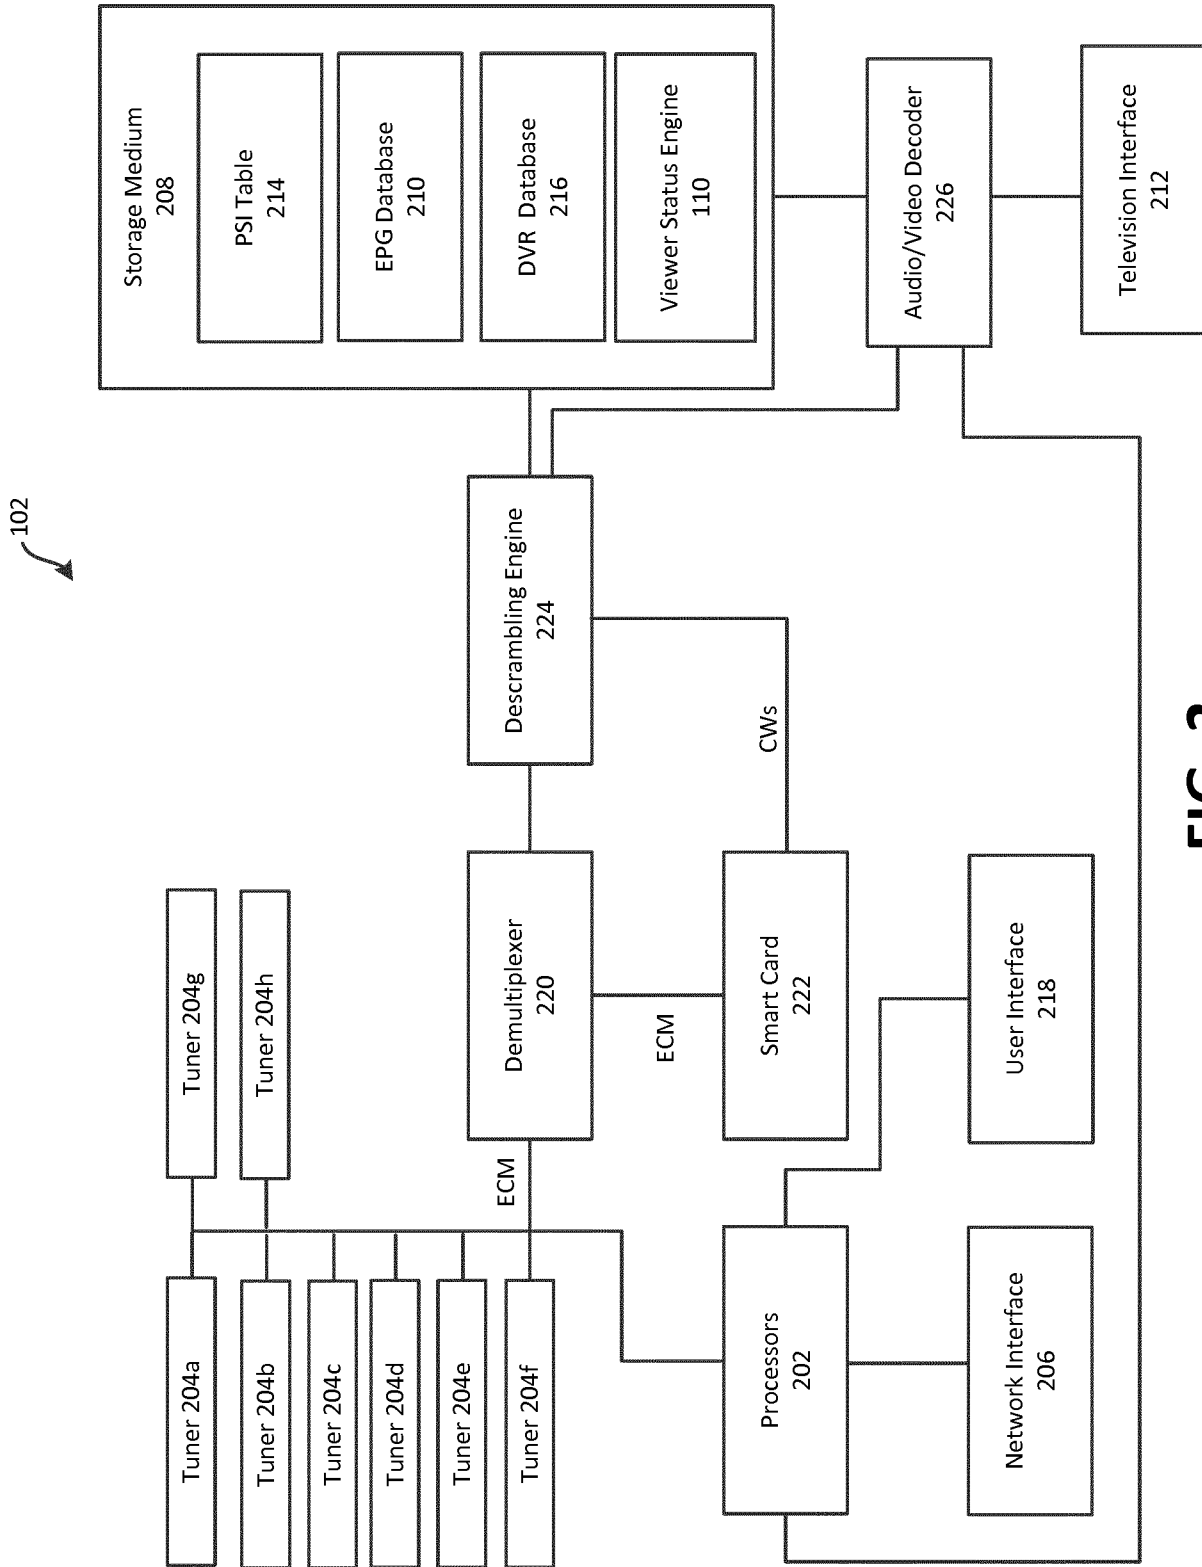 102
Tuner 204a
Tuner 204g
Tuner 204b
Tuner 204h
Tuner 204c
Tuner 204d
Tuner 204e
Tuner 204f
ECM
Demultiplexer
220
Descrambling Engine
224
Storage Medium
208
PSI Table
214
EPG Database
210
DVR Database
216
Viewer Status Engine
110
ECM
CWs
Processors
202
Smart Card
222
Audio/Video Decoder
226
Network Interface
206
User Interface
218
Television Interface
212
FIG